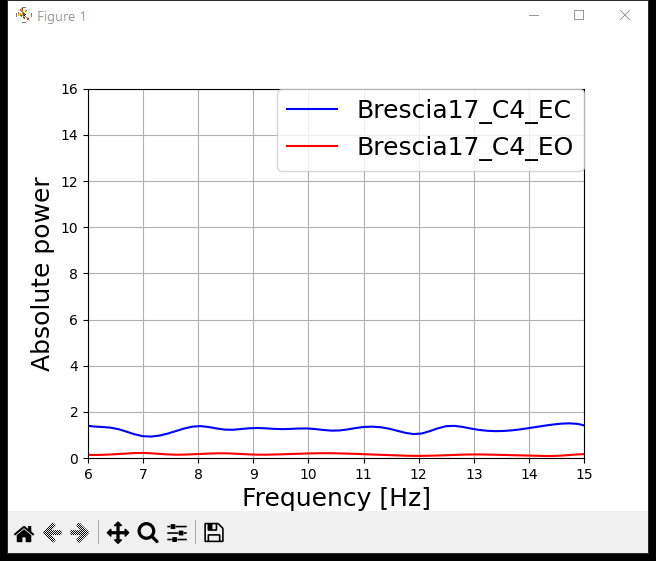 Figure 1
16
14
12
10
8
6
4
2
0
Absolute power
Brescia17_C4_EC
Brescia17_C4_EO
6 7 8 9 10 11 12 13 14 15
Frequency [Hz]